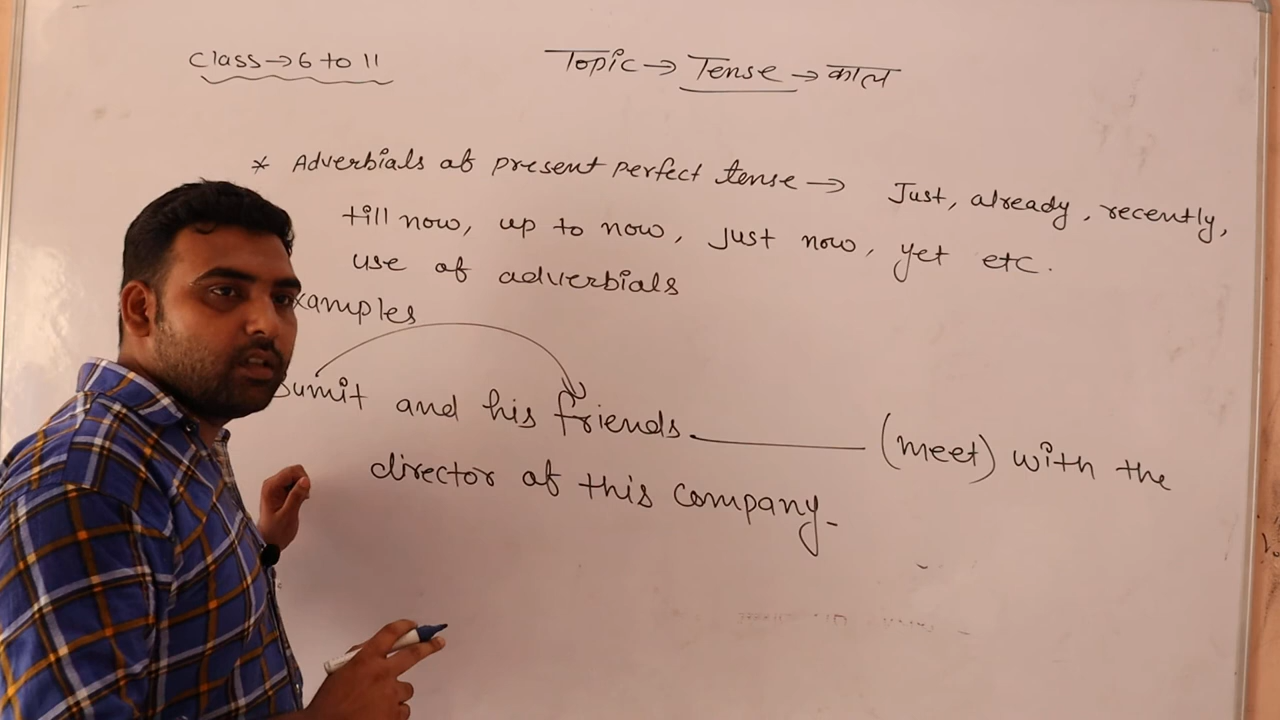 Class → 6 to 11
Topic → Tense → काल
* Adverbials of present perfect tense → Just, already, recently,
till now, up to now, Just now, yet etc.
use of adverbials
xamples
Sumit and his friends ________ (meet) with the
director of this company-